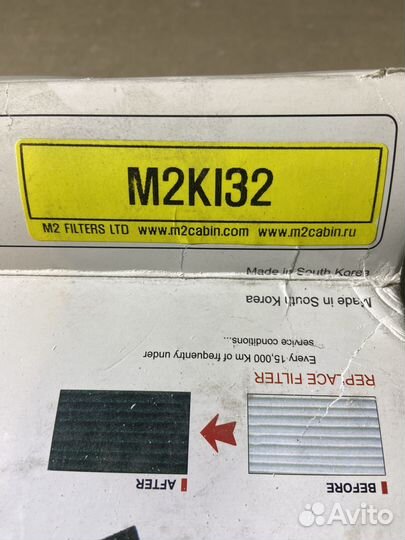 M2KI32
M2 FILTERS LTD www.m2cabin.com www.m2cabin.ru
Made in South Korea
Made in South Korea
REPLACE FILTER
Every 15,000 Km of frequently under
service conditions...
BEFORE
AFTER
Avito